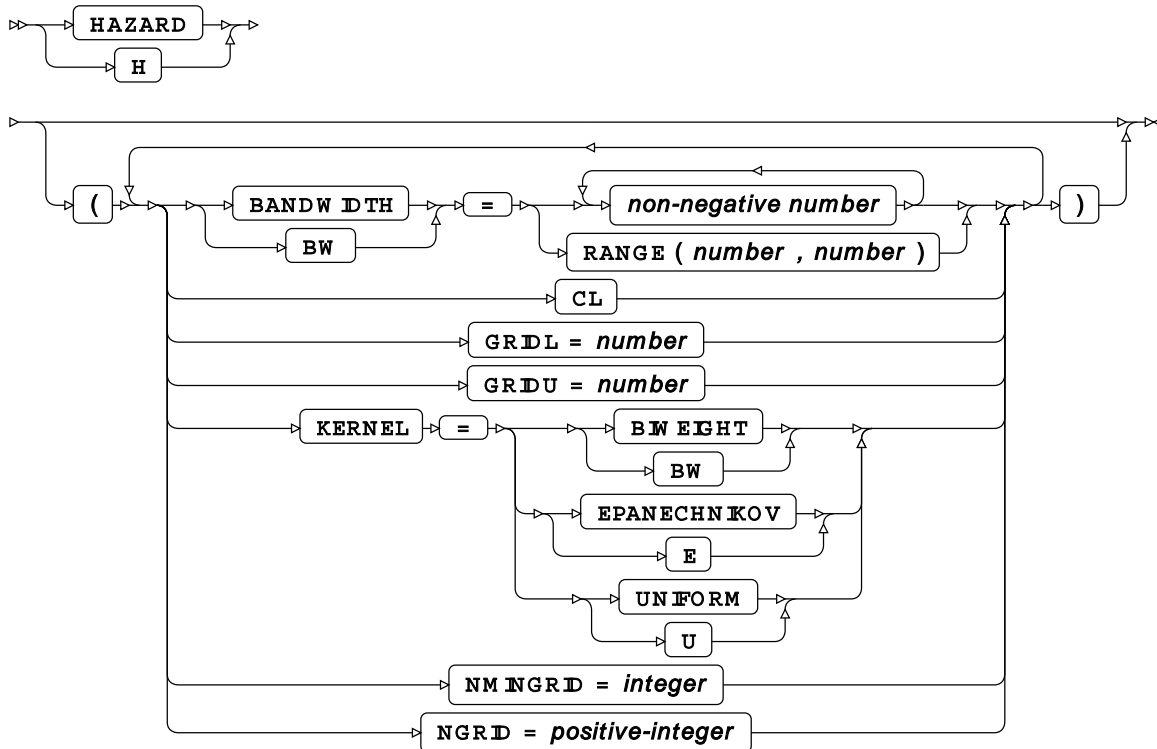 HAZARD
H
( BANDWIDTH = non-negative number )
BW RANGE ( number , number )
CL
GRIDL = number
GRIDU = number
KERNEL = BIWEIGHT
BW
EPANECHNIKOV
E
UNIFORM
U
NMINGRID = integer
NGRID = positive-integer